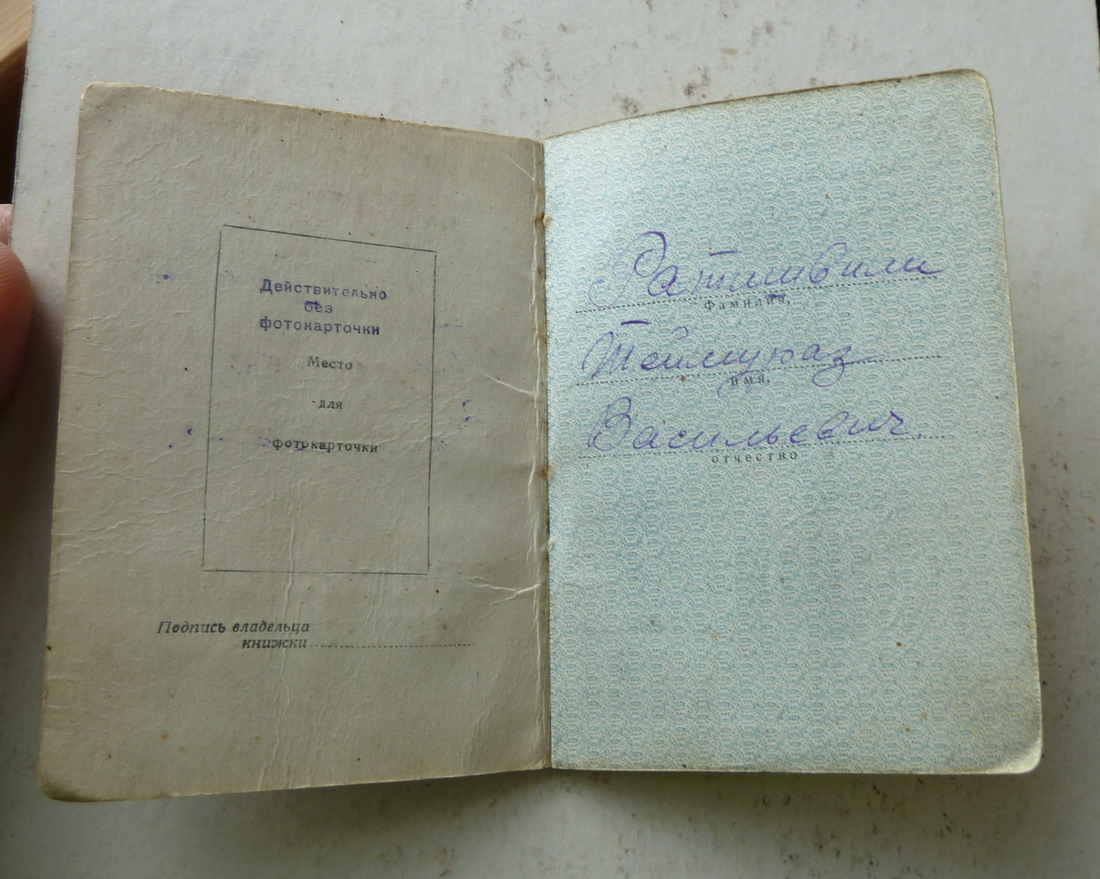 Действительно
без
фотокарточки
Место
для
фотокарточки
Подпись владельца
книжки
Ратишвили
фамилия,
Теймураз
имя,
Васильевич.
отчество